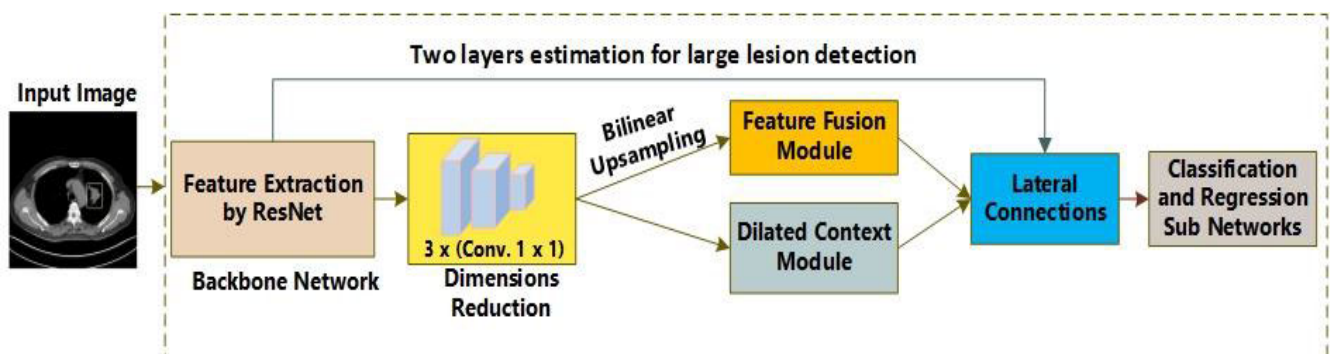 Two layers estimation for large lesion detection
Input Image
Feature Extraction
by ResNet
Backbone Network
3 x (Conv. 1 x 1)
Dimensions
Reduction
Bilinear
Upsampling
Feature Fusion
Module
Dilated Context
Module
Lateral
Connections
Classification
and Regression
Sub Networks